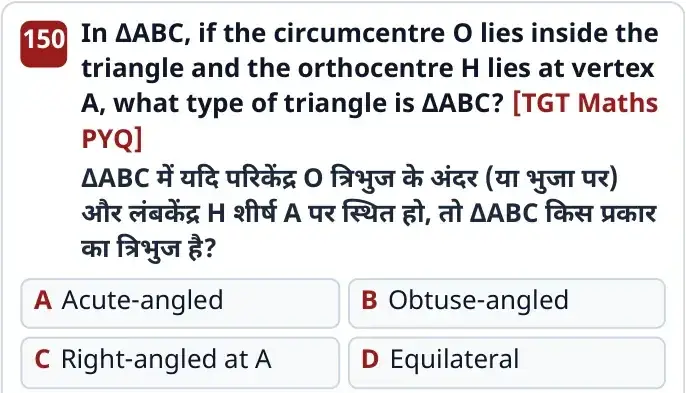 150 In ΔABC, if the circumcentre O lies inside the
triangle and the orthocentre H lies at vertex
A, what type of triangle is ΔABC? [TGT Maths
PYQ]
ΔABC में यदि परिकेंद्र O त्रिभुज के अंदर (या भुजा पर)
और लंबकेंद्र H शीर्ष A पर स्थित हो, तो ΔABC किस प्रकार
का त्रिभुज है?
A Acute-angled
B Obtuse-angled
C Right-angled at A
D Equilateral